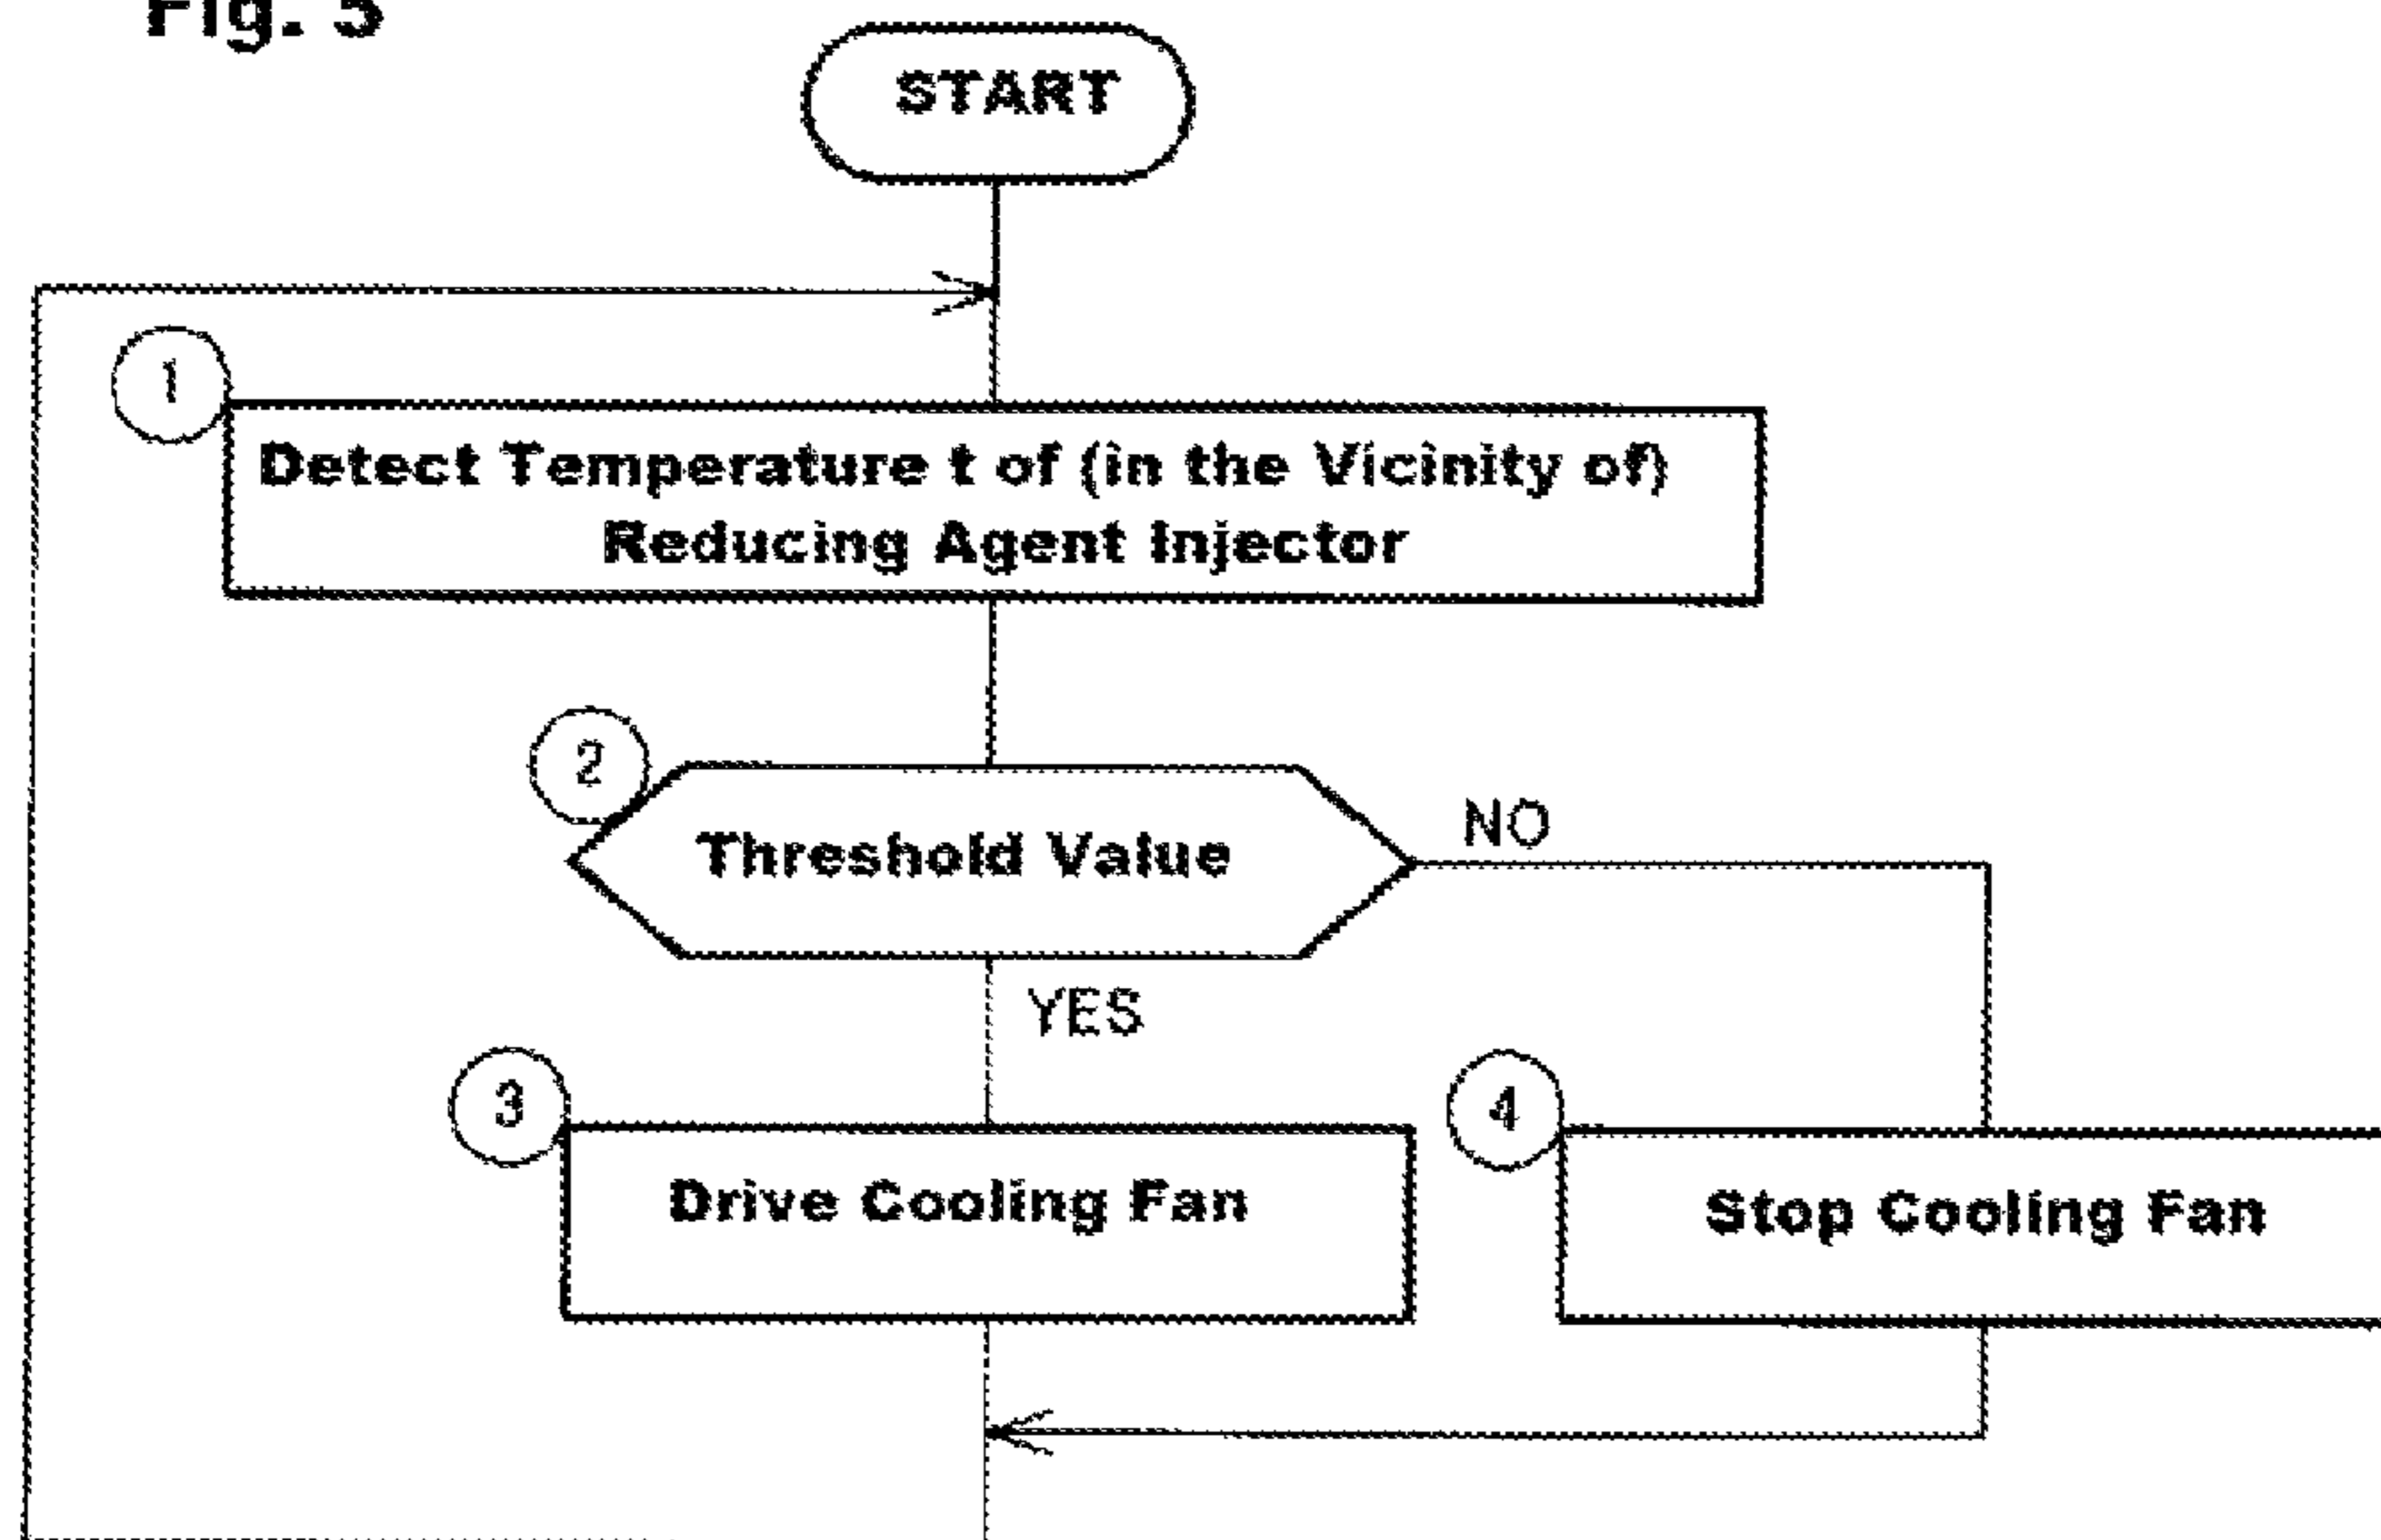 Fig. 5
START
1
Detect Temperature t of (in the Vicinity of)
Reducing Agent Injector
2
Threshold Value
NO
YES
3
Drive Cooling Fan
4
Stop Cooling Fan